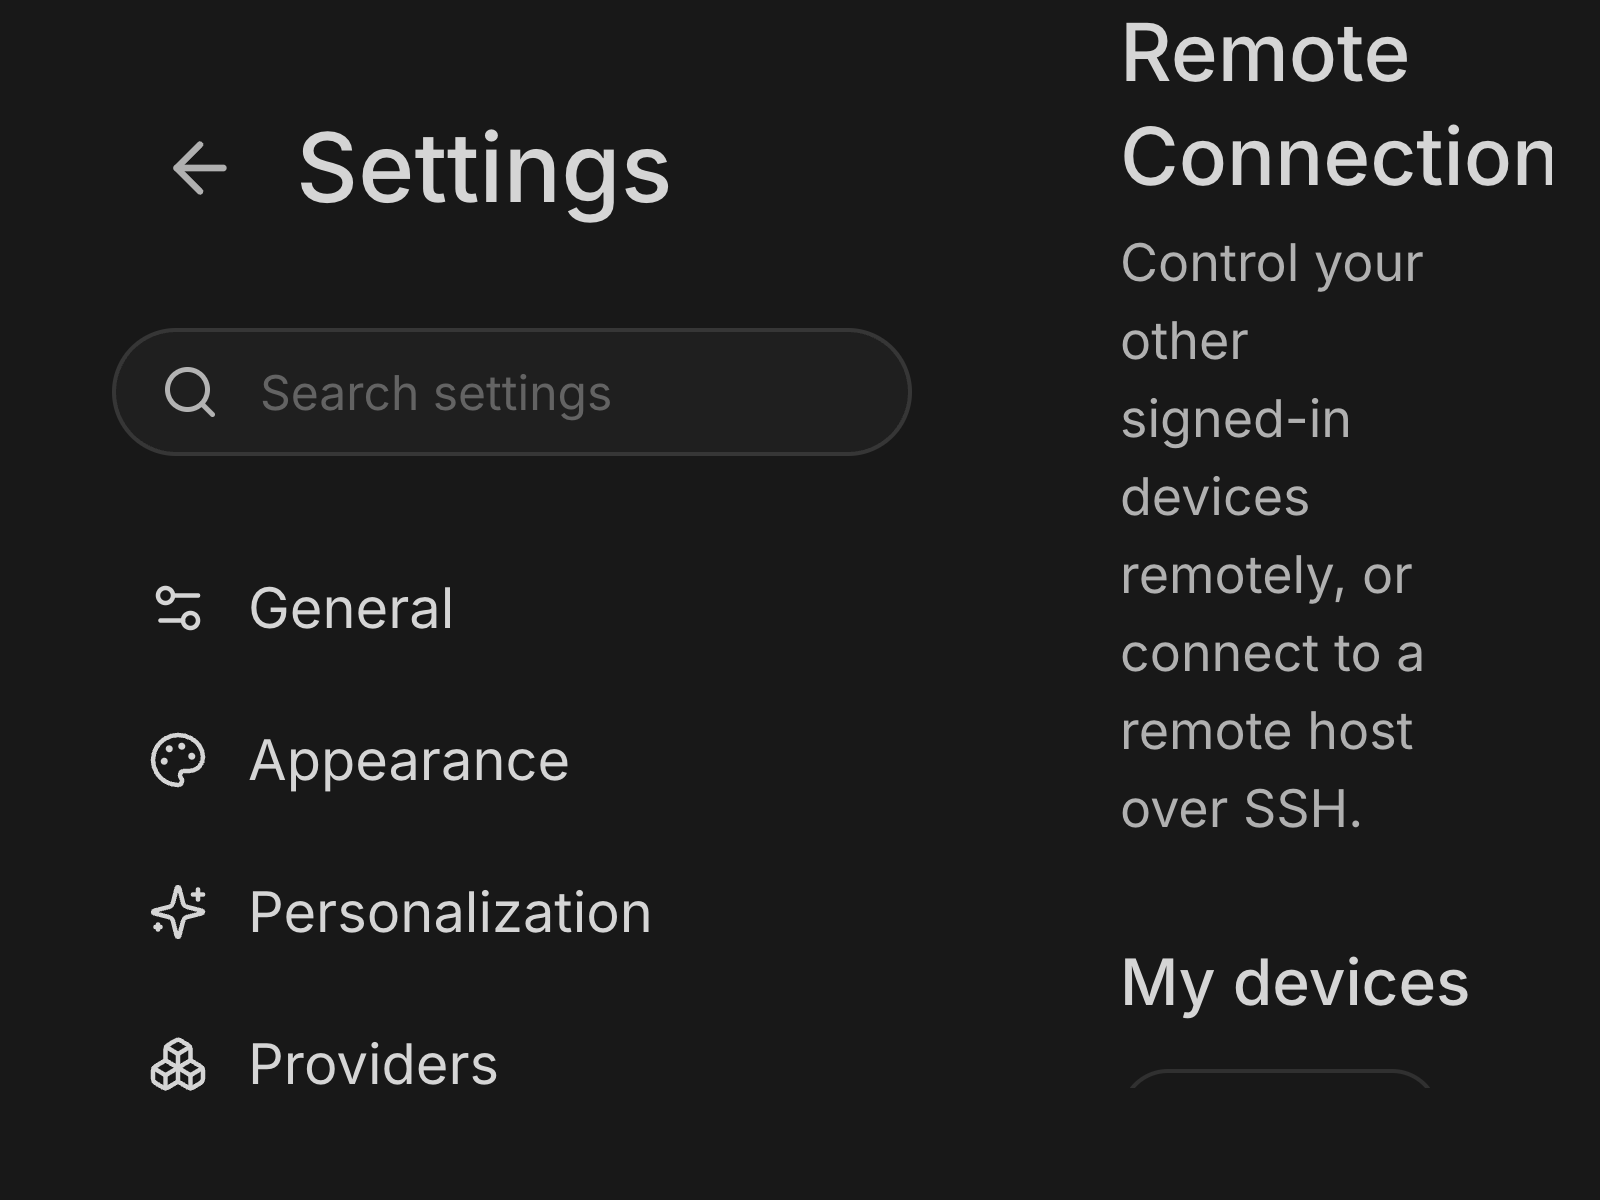 Settings
Search settings
General
Appearance
Personalization
Providers
Remote
Connection
Control your
other
signed-in
devices
remotely, or
connect to a
remote host
over SSH.
My devices